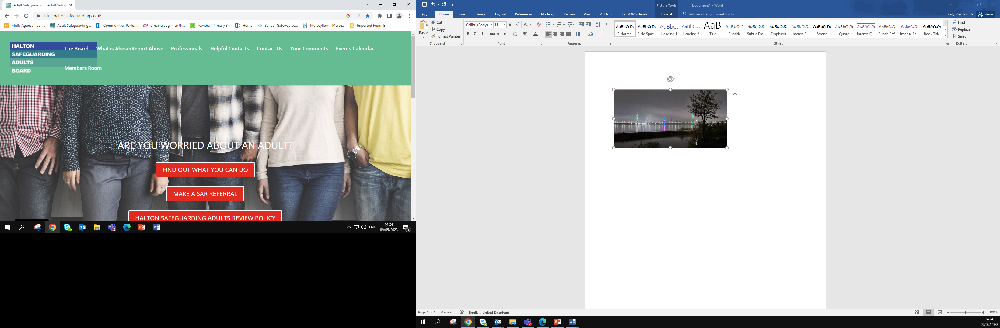 Adult Safeguarding | Adult Safeg
adult.haltonsafeguarding.co.uk
Multi-Agency Publi...
Adult Safeguarding...
Communities Perfor...
e-nable Log in to th...
Pewithall Primary S...
Home
School Gateway Lo...
Merseyflow - Merse...
Imported From IE
HALTON
SAFEGUARDING
ADULTS
BOARD
The Board What is Abuse/Report Abuse Professionals Helpful Contacts Contact Us Your Comments Events Calendar
Members Room
ARE YOU WORRIED ABOUT AN ADULT?
FIND OUT WHAT YOU CAN DO
MAKE A SAR REFERRAL
HALTON SAFEGUARDING ADULTS REVIEW POLICY
2
ENG
14:24
09/05/2023
17
Picture Tools
Document1 - Word
File Home Insert Design Layout References Mailings Review View Add-ins Unit4 Worderator Format Tell me what you want to do...
Katy Rushworth Share
Paste
Cut
Copy
Format Painter
Clipboard
Calibri (Body) 11
Aa
B I U abc x₂ x²
A ab A
Font
Paragraph
AaBbCcDc AaBbCcDc AaBbC( AaBbCcD AaB AaBbCcD AaBbCcDc AaBbCcDc AaBbCcDc AaBbCcDc AaBbCcDc AaBbCcDc AaBbCcDc AaBbCcDc AaBbCcDc
¶ Normal ¶ No Spac... Heading 1 Heading 2 Title Subtitle Subtle Em... Emphasis Intense E... Strong Quote Intense Q... Subtle Ref... Intense Re... Book Title
Styles
Find
Replace
Select
Editing
Page 1 of 1 0 words English (United Kingdom)
100%
2
14:24
09/05/2023